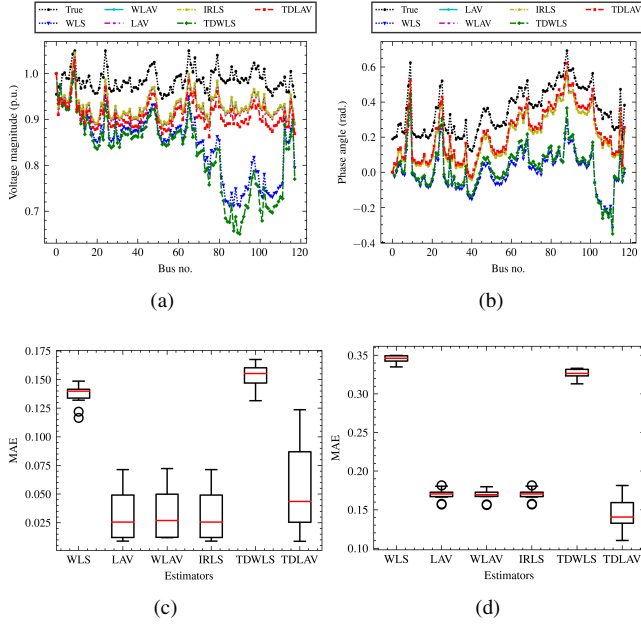 True WLAV IRLS TDLAV
WLS LAV TDWLS
True WLAV IRLS TDLAV
WLS LAV TDWLS
Voltage magnitude (p.u.)
1.0
0.9
0.8
0.7
0 20 40 60 80 100 120
Bus no.
(a)
Phase angle (rad.)
0.6
0.4
0.2
0.0
−0.2
−0.4
0 20 40 60 80 100 120
Bus no.
(b)
MAE
0.175
0.150
0.125
0.100
0.075
0.050
0.025
WLS LAV WLAV IRLS TDWLS TDLAV
Estimators
(c)
MAE
0.35
0.30
0.25
0.20
0.15
0.10
WLS LAV WLAV IRLS TDWLS TDLAV
Estimators
(d)